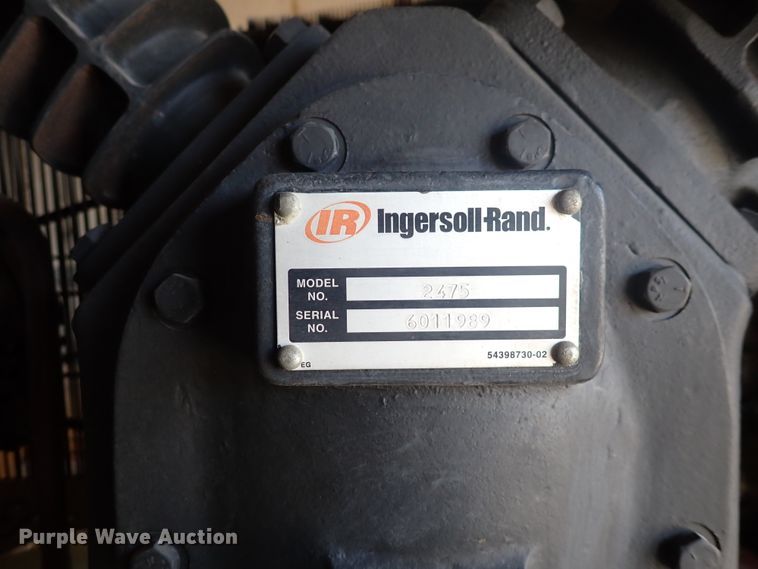 IR Ingersoll-Rand.
MODEL NO. 2475
SERIAL NO. 6011989
EG 54398730-02
Purple Wave Auction